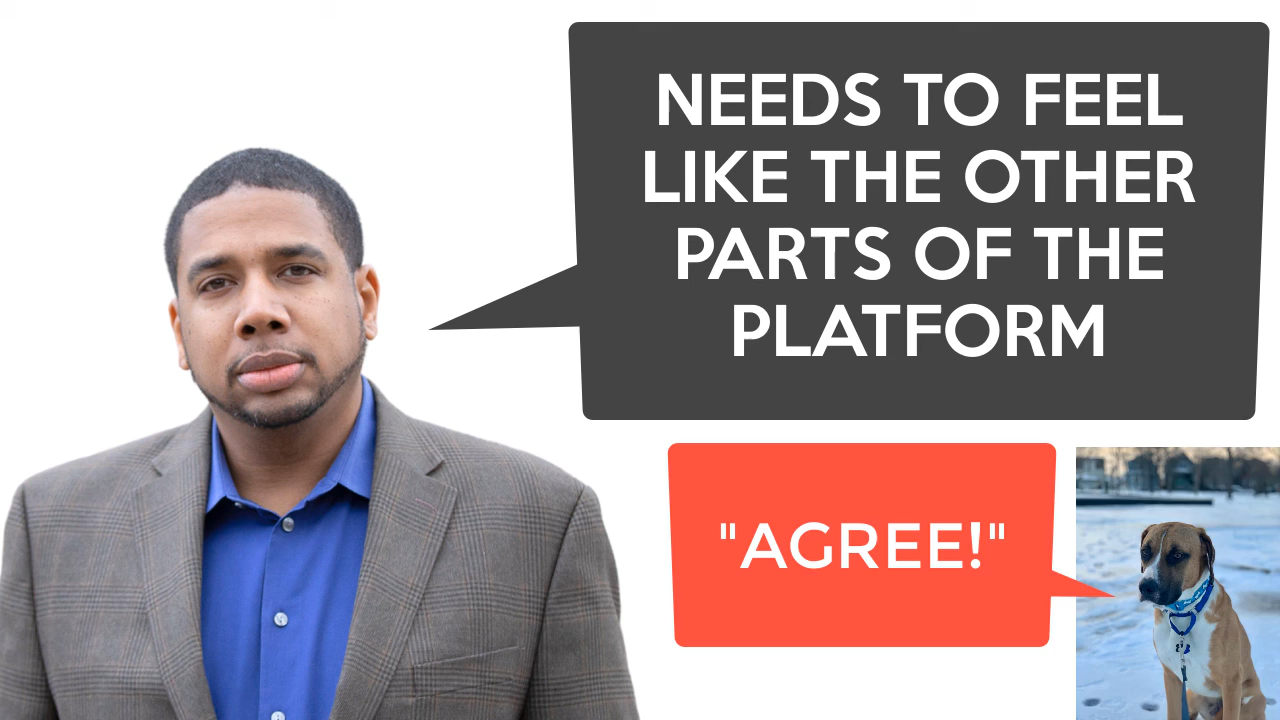 NEEDS TO FEEL
LIKE THE OTHER
PARTS OF THE
PLATFORM
"AGREE!"